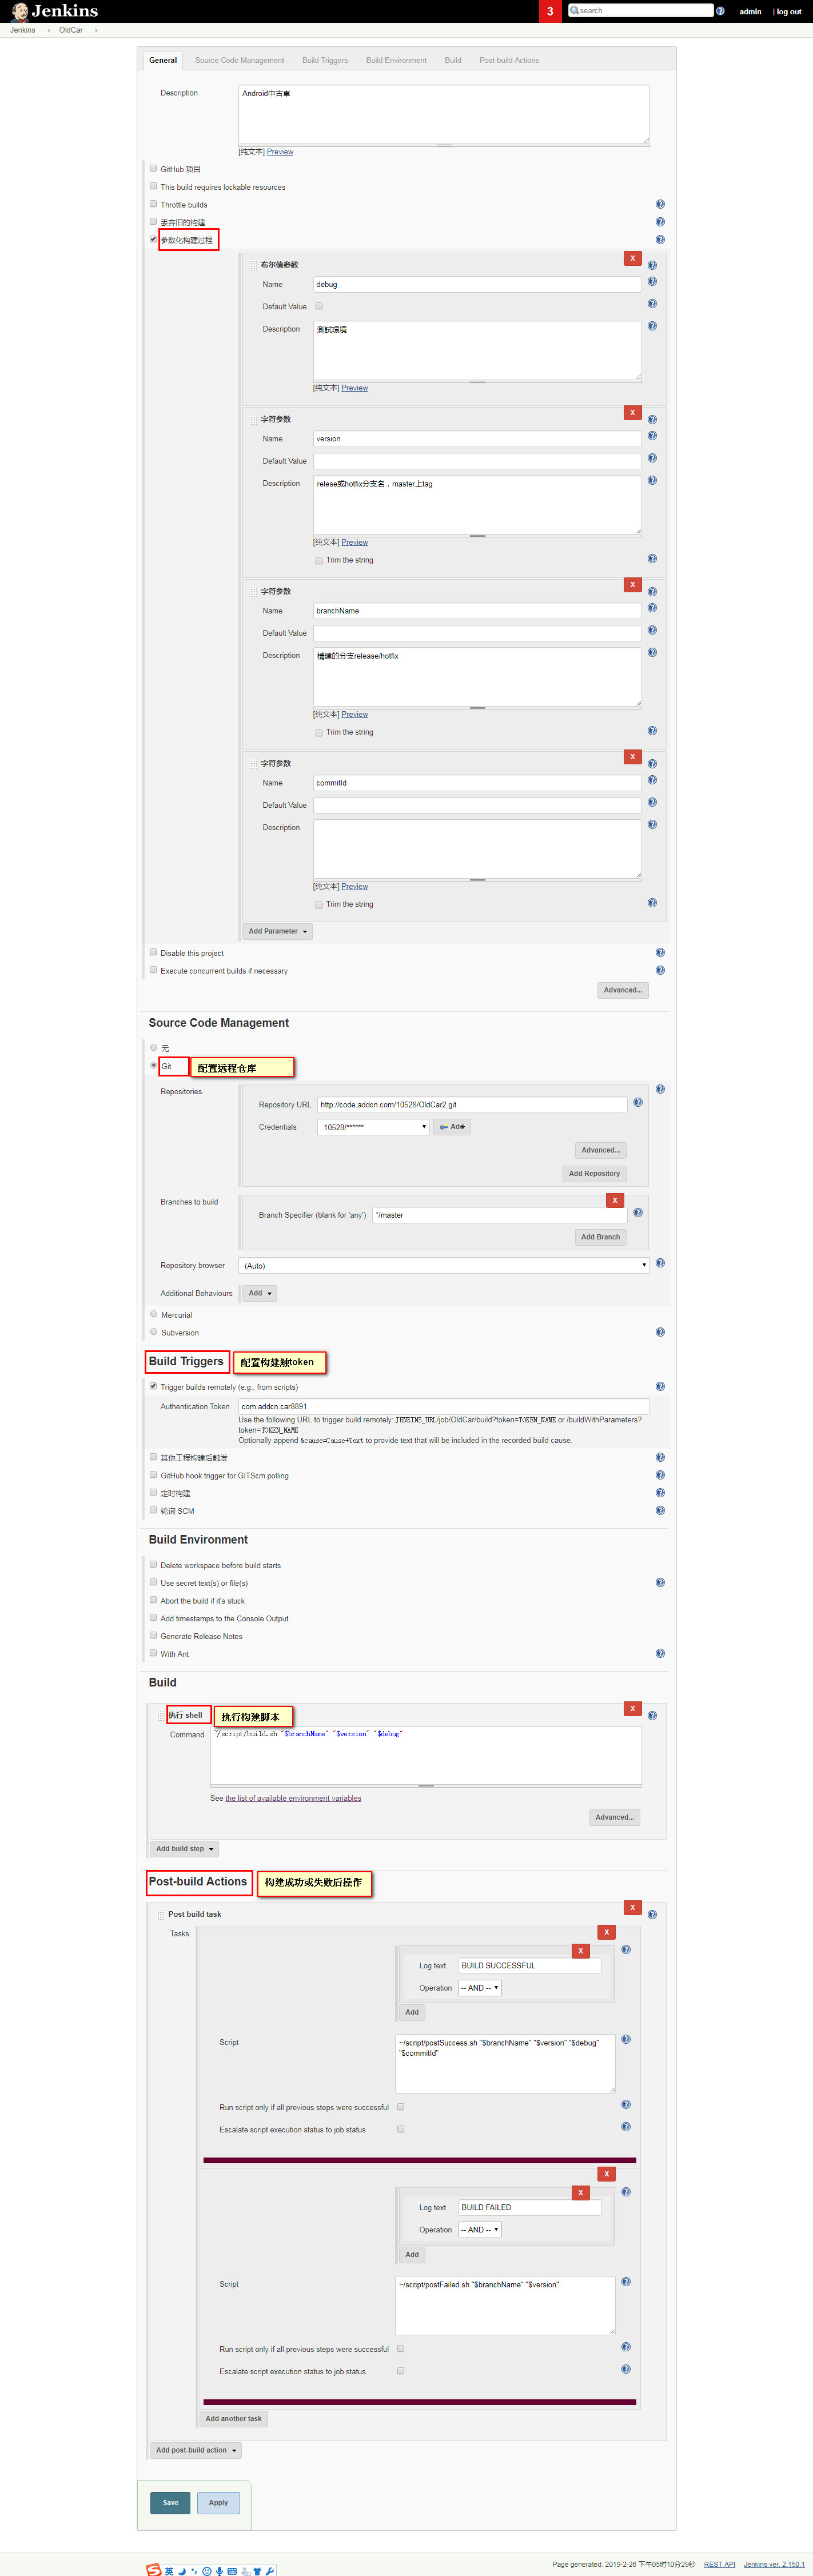 Jenkins
3
search
admin
| log out
Jenkins › OldCar ›
General Source Code Management Build Triggers Build Environment Build Post-build Actions
Description
Android中古車
[纯文本] Preview
GitHub 项目
This build requires lockable resources
Throttle builds
丢弃旧的构建
参数化构建过程
X
布尔值参数
Name debug
Default Value
Description 測試環境
[纯文本] Preview
X
字符参数
Name version
Default Value
Description relese或hotfix分支名，master上tag
[纯文本] Preview
Trim the string
X
字符参数
Name branchName
Default Value
Description 構建的分支release/hotfix
[纯文本] Preview
Trim the string
X
字符参数
Name commitId
Default Value
Description
[纯文本] Preview
Trim the string
Add Parameter
Disable this project
Execute concurrent builds if necessary
Advanced...
Source Code Management
无
Git 配置远程仓库
Repositories
Repository URL http://code.addcn.com/10528/OldCar2.git
Credentials 10528/****** Add
Advanced...
Add Repository
Branches to build
X
Branch Specifier (blank for 'any') */master
Add Branch
Repository browser (Auto)
Additional Behaviours Add
Mercurial
Subversion
Build Triggers 配置构建触token
Trigger builds remotely (e.g., from scripts)
Authentication Token com.addcn.car8891
Use the following URL to trigger build remotely: JENKINS_URL/job/OldCar/build?token=TOKEN_NAME or /buildWithParameters?
token=TOKEN_NAME
Optionally append &cause=Cause+Text to provide text that will be included in the recorded build cause.
其他工程构建后触发
GitHub hook trigger for GITScm polling
定时构建
轮询 SCM
Build Environment
Delete workspace before build starts
Use secret text(s) or file(s)
Abort the build if it's stuck
Add timestamps to the Console Output
Generate Release Notes
With Ant
Build
X
执行 shell 执行构建脚本
Command ~/script/build.sh "$branchName" "$version" "$debug"
See the list of available environment variables
Advanced...
Add build step
Post-build Actions 构建成功或失败后操作
X
Post build task
Tasks
X
X
Log text BUILD SUCCESSFUL
Operation -- AND --
Add
Script ~/script/postSuccess.sh "$branchName" "$version" "$debug"
"$commitId"
Run script only if all previous steps were successful
Escalate script execution status to job status
X
X
Log text BUILD FAILED
Operation -- AND --
Add
Script ~/script/postFailed.sh "$branchName" "$version"
Run script only if all previous steps were successful
Escalate script execution status to job status
Add another task
Add post-build action
Save Apply
英
Page generated: 2019-2-26 下午05时10分29秒 REST API Jenkins ver. 2.150.1